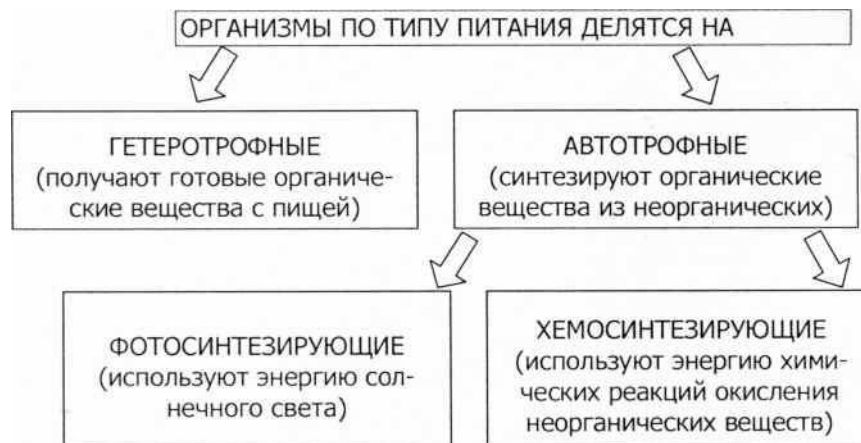 ОРГАНИЗМЫ ПО ТИПУ ПИТАНИЯ ДЕЛЯТСЯ НА
ГЕТЕРОТРОФНЫЕ
(получают готовые органиче-
ские вещества с пищей)
АВТОТРОФНЫЕ
(синтезируют органические
вещества из неорганических)
ФОТОСИНТЕЗИРУЮЩИЕ
(используют энергию сол-
нечного света)
ХЕМОСИНТЕЗИРУЮЩИЕ
(используют энергию хими-
ческих реакций окисления
неорганических веществ)